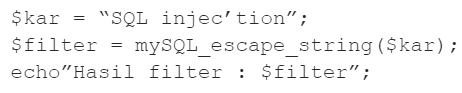 $kar = “SQL injec’tion”;
$filter = mySQL_escape_string($kar);
echo”Hasil filter : $filter”;